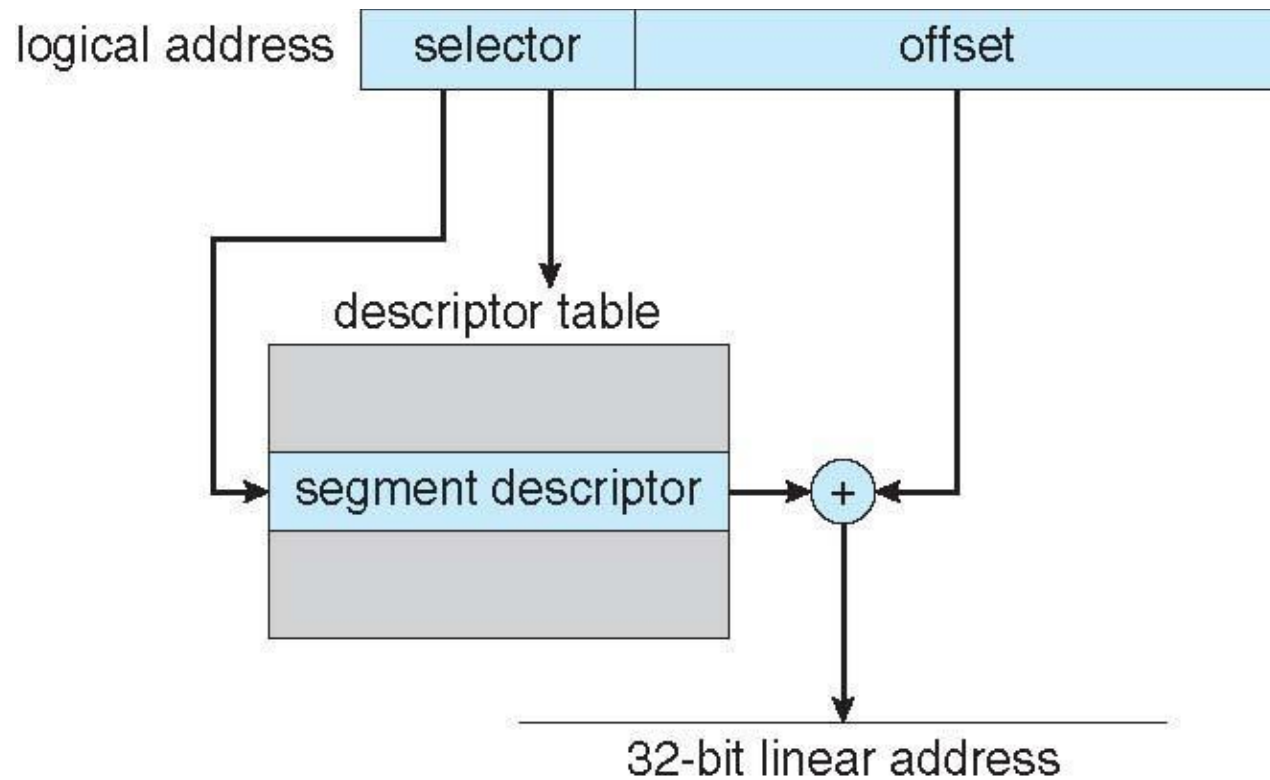 logical address
selector
offset
descriptor table
segment descriptor
+
32-bit linear address